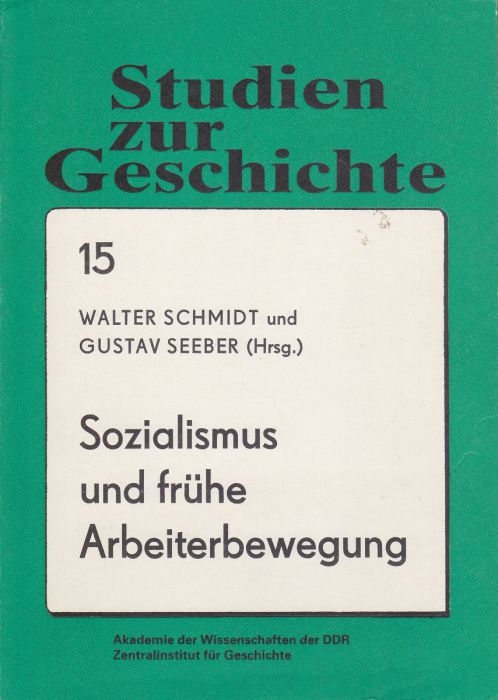 Studien
zur
Geschichte
15
WALTER SCHMIDT und
GUSTAV SEEBER (Hrsg.)
Sozialismus
und frühe
Arbeiterbewegung
Akademie der Wissenschaften der DDR
Zentralinstitut für Geschichte